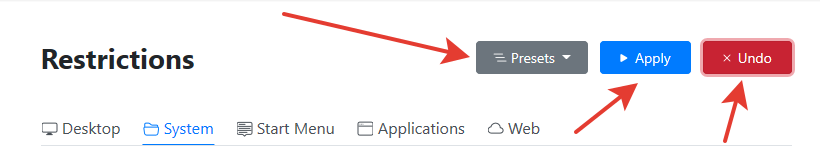 Restrictions
Presets Apply Undo
Desktop System Start Menu Applications Web